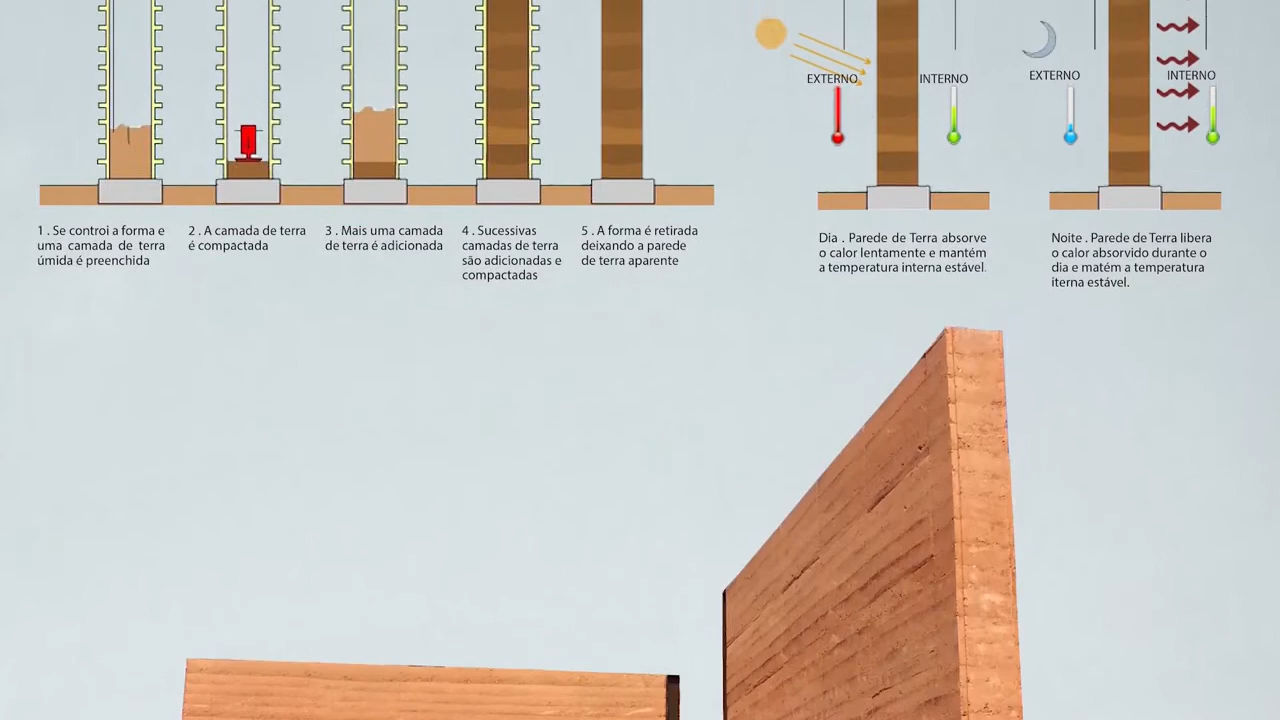 EXTERNO
INTERNO
EXTERNO
INTERNO
1 . Se controi a forma e
uma camada de terra
úmida é preenchida
2 . A camada de terra
é compactada
3 . Mais uma camada
de terra é adicionada
4 . Sucessivas
camadas de terra
são adicionadas e
compactadas
5 . A forma é retirada
deixando a parede
de terra aparente
Dia . Parede de Terra absorve
o calor lentamente e mantém
a temperatura interna estável.
Noite . Parede de Terra libera
o calor absorvido durante o
dia e matém a temperatura
iterna estável.